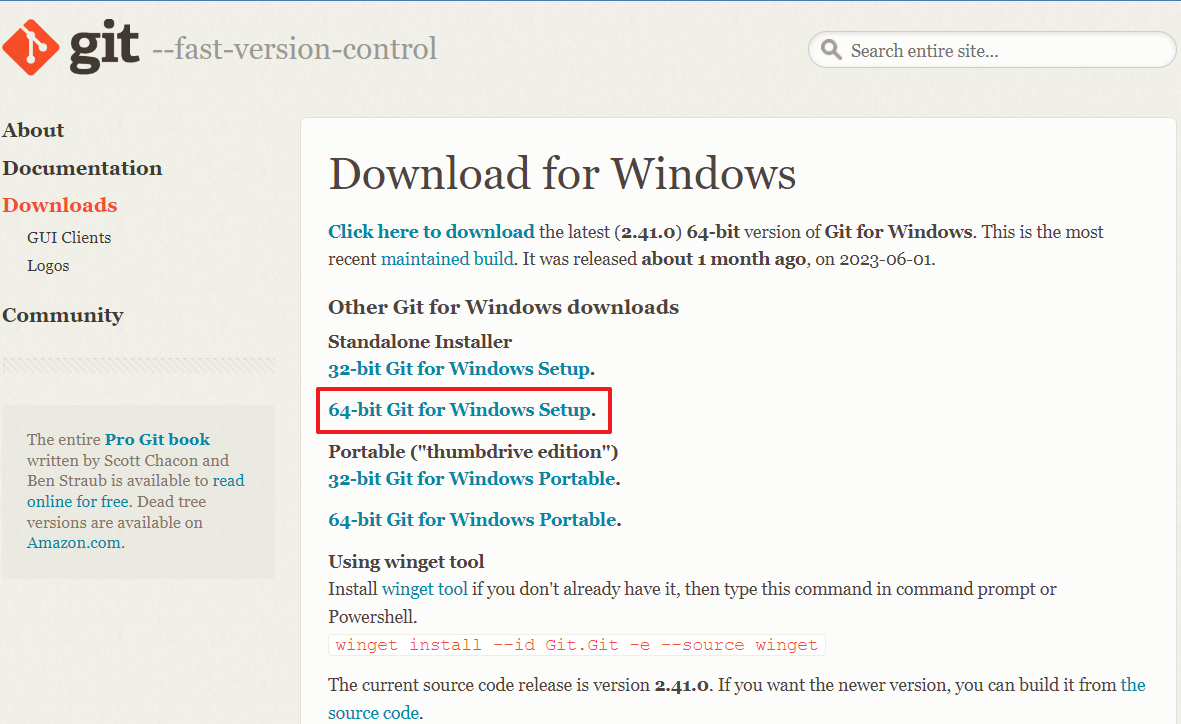 git --fast-version-control
Search entire site...
About
Documentation
Downloads
GUI Clients
Logos
Community
The entire Pro Git book
written by Scott Chacon and
Ben Straub is available to read
online for free. Dead tree
versions are available on
Amazon.com.
Download for Windows
Click here to download the latest (2.41.0) 64-bit version of Git for Windows. This is the most
recent maintained build. It was released about 1 month ago, on 2023-06-01.
Other Git for Windows downloads
Standalone Installer
32-bit Git for Windows Setup.
64-bit Git for Windows Setup.
Portable ("thumbdrive edition")
32-bit Git for Windows Portable.
64-bit Git for Windows Portable.
Using winget tool
Install winget tool if you don't already have it, then type this command in command prompt or
Powershell.
winget install --id Git.Git -e --source winget
The current source code release is version 2.41.0. If you want the newer version, you can build it from the
source code.